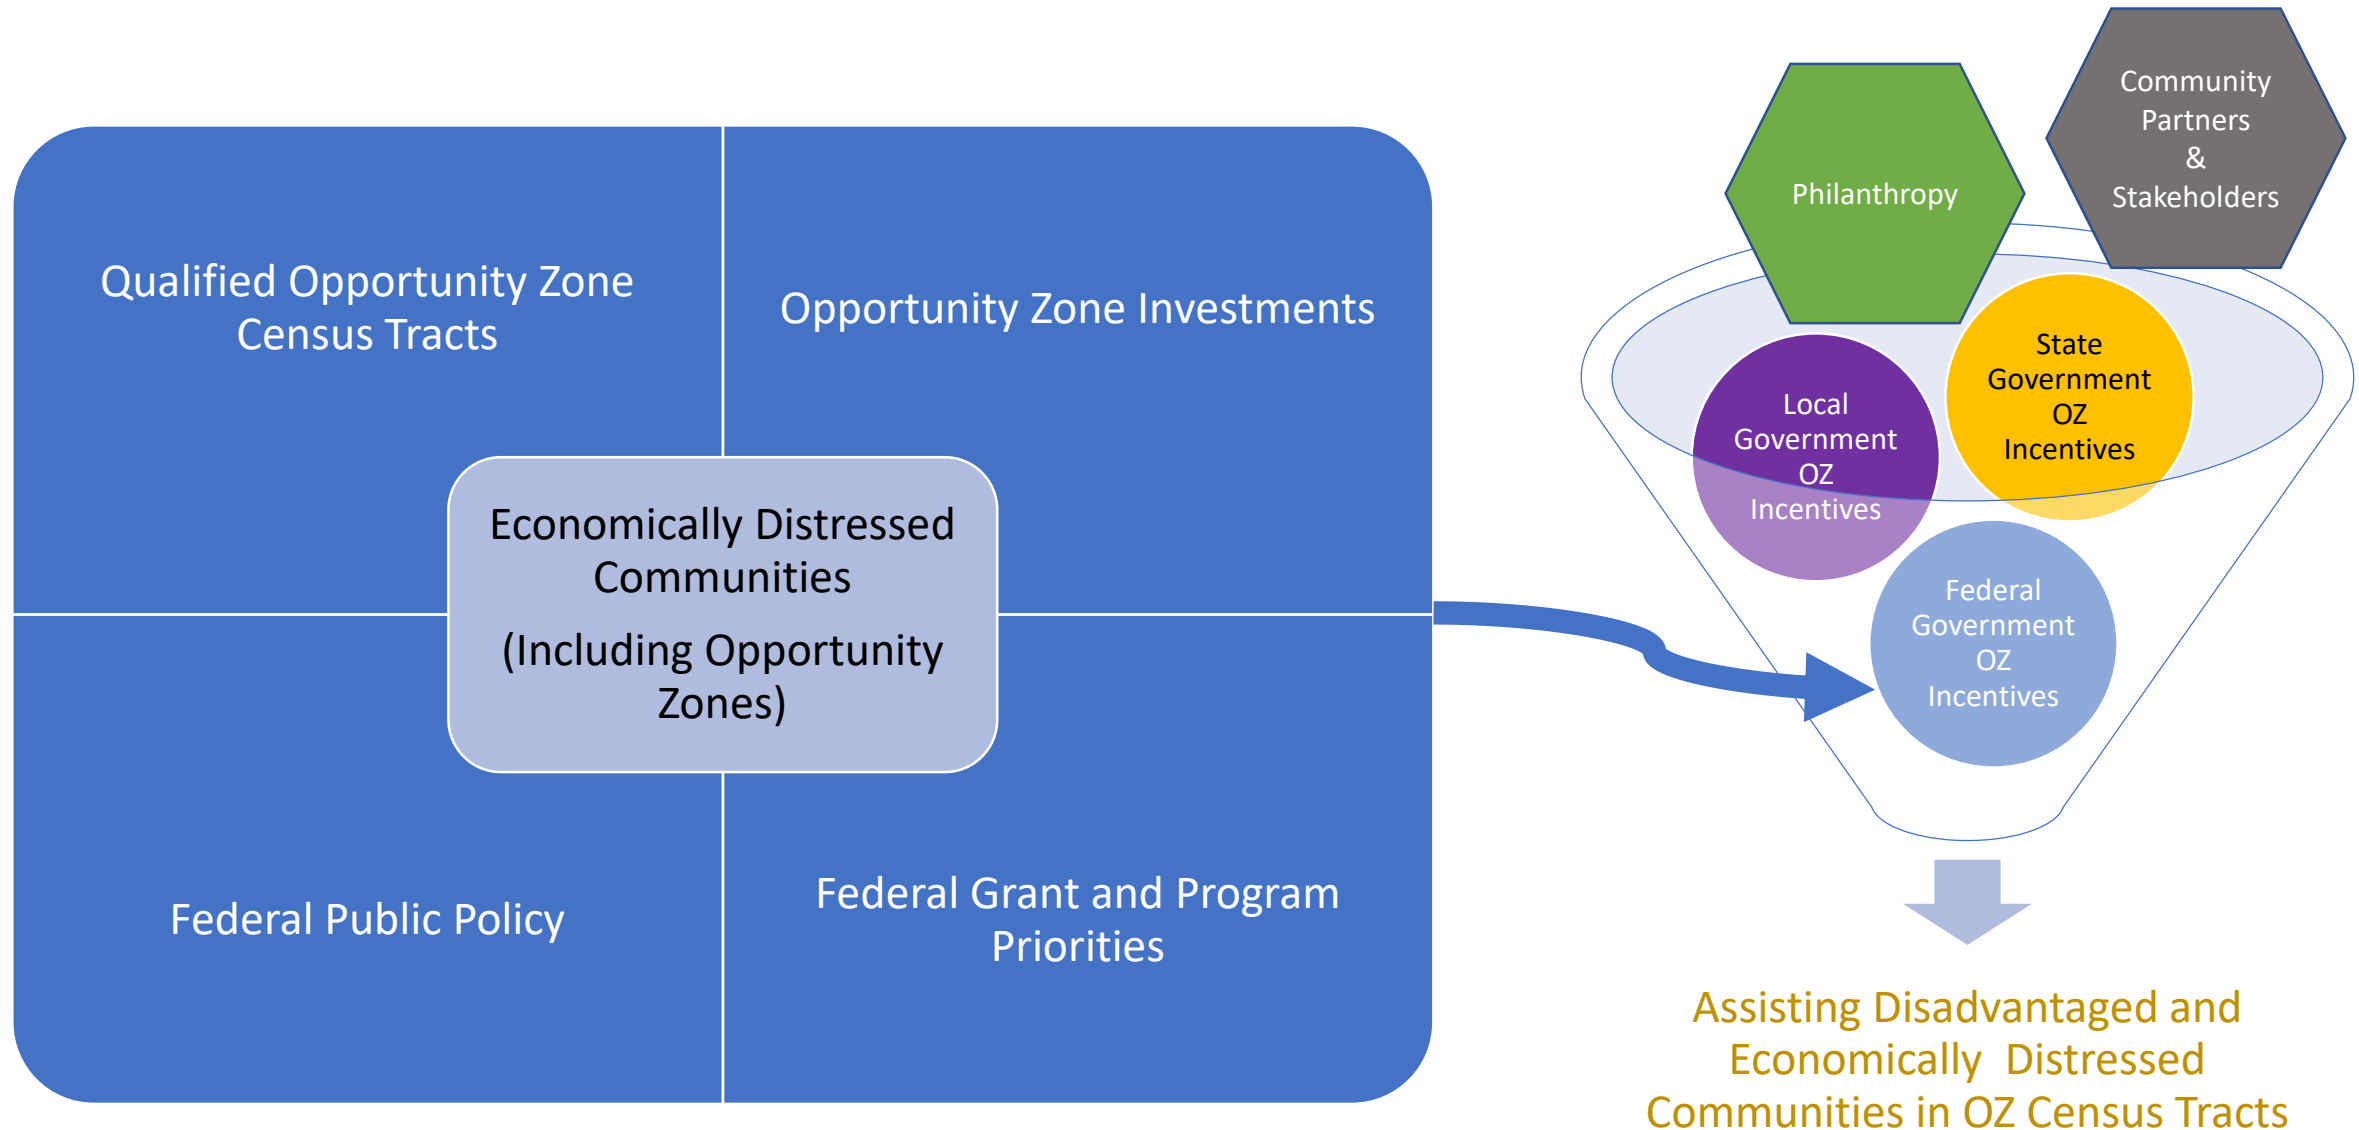 Qualified Opportunity Zone
Census Tracts
Opportunity Zone Investments
Economically Distressed
Communities
(Including Opportunity
Zones)
Federal Public Policy
Federal Grant and Program
Priorities
Philanthropy
Community
Partners
&
Stakeholders
Local
Government
OZ
Incentives
State
Government
OZ
Incentives
Federal
Government
OZ
Incentives
Assisting Disadvantaged and
Economically  Distressed
Communities in OZ Census Tracts